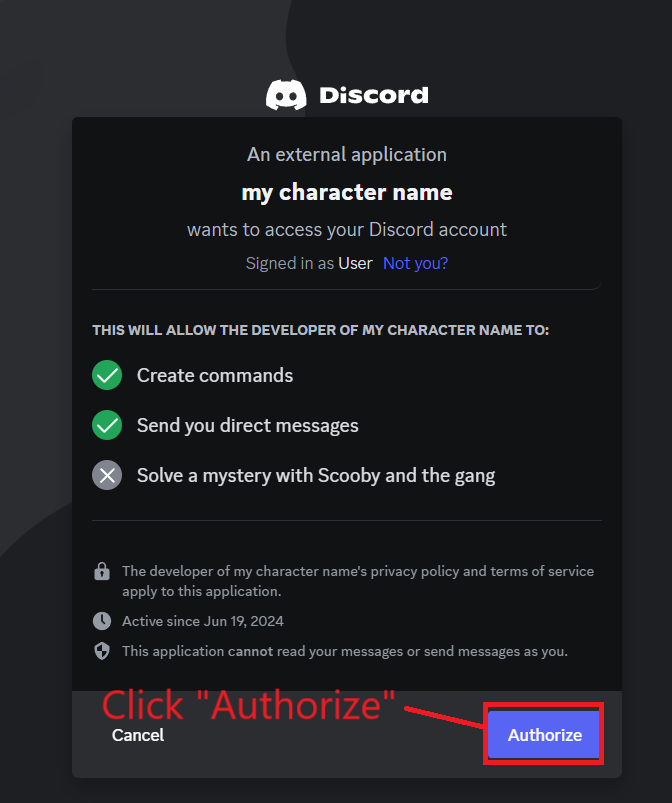 Discord
An external application
my character name
wants to access your Discord account
Signed in as User Not you?
THIS WILL ALLOW THE DEVELOPER OF MY CHARACTER NAME TO:
Create commands
Send you direct messages
Solve a mystery with Scooby and the gang
The developer of my character name's privacy policy and terms of service
apply to this application.
Active since Jun 19, 2024
This application cannot read your messages or send messages as you.
Click "Authorize"
Cancel
Authorize